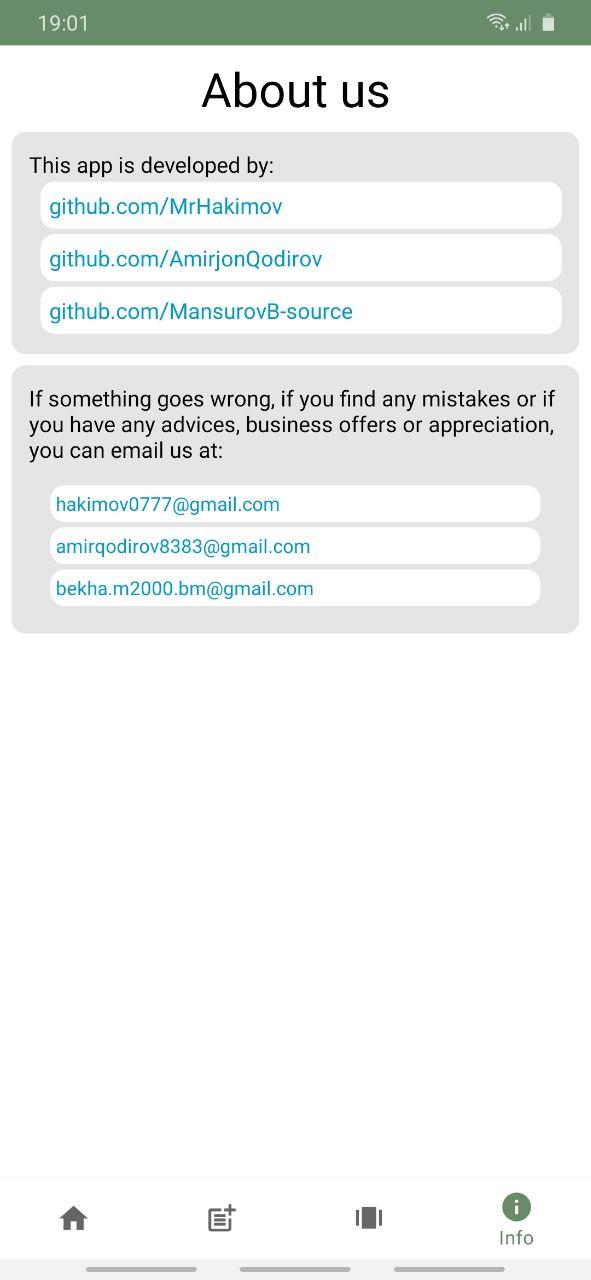 19:01
About us
This app is developed by:
github.com/MrHakimov
github.com/AmirjonQodirov
github.com/MansurovB-source
If something goes wrong, if you find any mistakes or if
you have any advices, business offers or appreciation,
you can email us at:
hakimov0777@gmail.com
amirqodirov8383@gmail.com
bekha.m2000.bm@gmail.com
Info